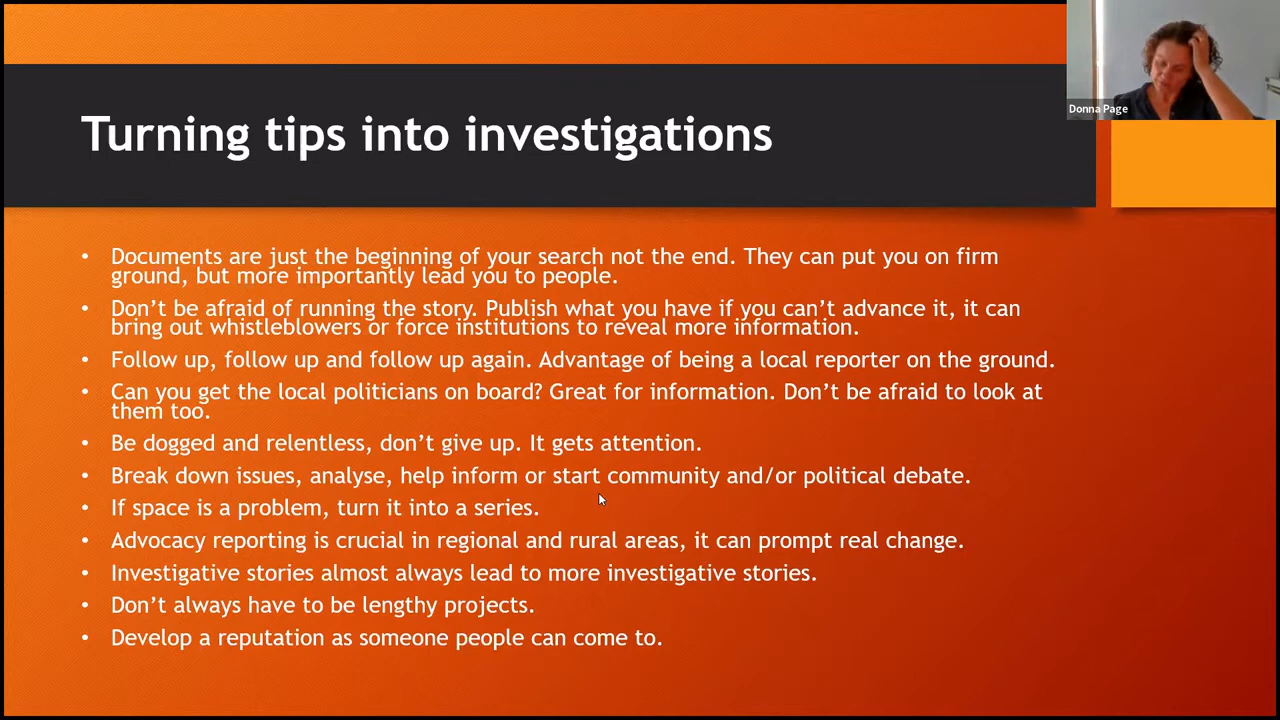 Donna Page
Turning tips into investigations
• Documents are just the beginning of your search not the end. They can put you on firm
ground, but more importantly lead you to people.
• Don’t be afraid of running the story. Publish what you have if you can’t advance it, it can
bring out whistleblowers or force institutions to reveal more information.
• Follow up, follow up and follow up again. Advantage of being a local reporter on the ground.
• Can you get the local politicians on board? Great for information. Don’t be afraid to look at
them too.
• Be dogged and relentless, don’t give up. It gets attention.
• Break down issues, analyse, help inform or start community and/or political debate.
• If space is a problem, turn it into a series.
• Advocacy reporting is crucial in regional and rural areas, it can prompt real change.
• Investigative stories almost always lead to more investigative stories.
• Don’t always have to be lengthy projects.
• Develop a reputation as someone people can come to.